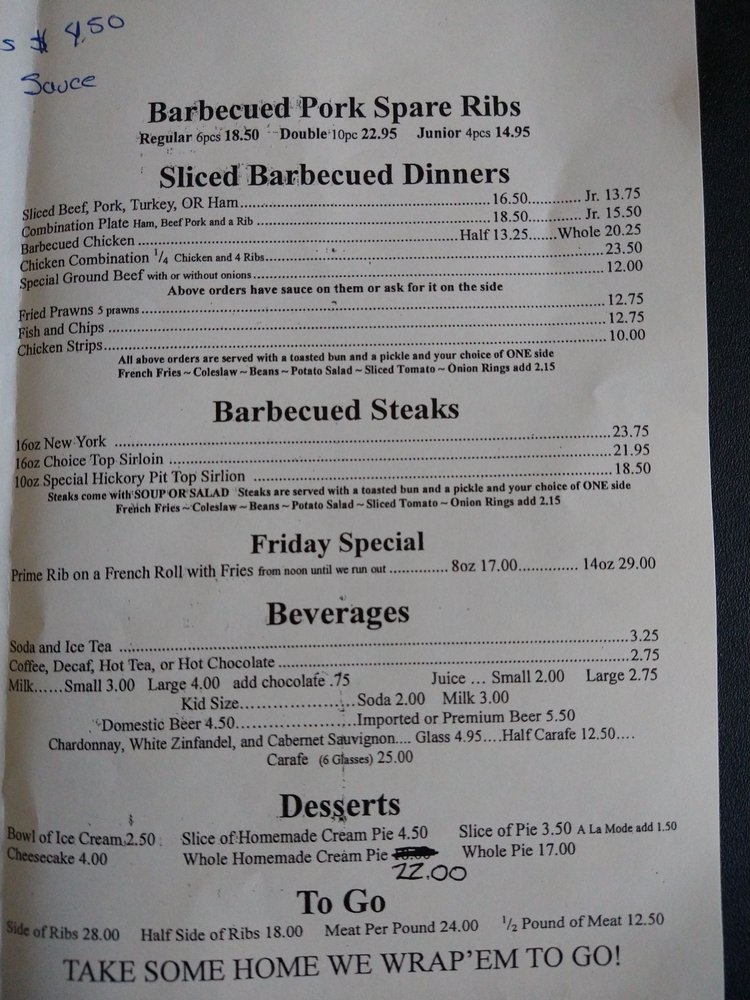 s $ 4.50
Sauce
Barbecued Pork Spare Ribs
Regular 6pcs 18.50 Double 10pc 22.95 Junior 4pcs 14.95
Sliced Barbecued Dinners
Sliced Beef, Pork, Turkey, OR Ham...16.50...Jr. 13.75
Combination Plate Ham, Beef Pork and a Rib...18.50...Jr. 15.50
Barbecued Chicken...Half 13.25...Whole 20.25
Chicken Combination 1/4 Chicken and 4 Ribs...23.50
Special Ground Beef with or without onions...12.00
Above orders have sauce on them or ask for it on the side
Fried Prawns 5 prawns...12.75
Fish and Chips...12.75
Chicken Strips...10.00
All above orders are served with a toasted bun and a pickle and your choice of ONE side
French Fries ~ Coleslaw ~ Beans ~ Potato Salad ~ Sliced Tomato ~ Onion Rings add 2.15
Barbecued Steaks
16oz New York...23.75
16oz Choice Top Sirloin...21.95
10oz Special Hickory Pit Top Sirlion...18.50
Steaks come with SOUP OR SALAD Steaks are served with a toasted bun and a pickle and your choice of ONE side
French Fries ~ Coleslaw ~ Beans ~ Potato Salad ~ Sliced Tomato ~ Onion Rings add 2.15
Friday Special
Prime Rib on a French Roll with Fries from noon until we run out...8oz 17.00...14oz 29.00
Beverages
Soda and Ice Tea...3.25
Coffee, Decaf, Hot Tea, or Hot Chocolate...2.75
Milk......Small 3.00 Large 4.00 add chocolate .75 Juice ... Small 2.00 Large 2.75
Kid Size...Soda 2.00 Milk 3.00
Domestic Beer 4.50...Imported or Premium Beer 5.50
Chardonnay, White Zinfandel, and Cabernet Sauvignon.... Glass 4.95....Half Carafe 12.50....
Carafe (6 Glasses) 25.00
Desserts
Bowl of Ice Cream 2.50 Slice of Homemade Cream Pie 4.50 Slice of Pie 3.50 A La Mode add 1.50
Cheesecake 4.00 Whole Homemade Cream Pie 22.00 Whole Pie 17.00
To Go
Side of Ribs 28.00 Half Side of Ribs 18.00 Meat Per Pound 24.00 1/2 Pound of Meat 12.50
TAKE SOME HOME WE WRAP'EM TO GO!